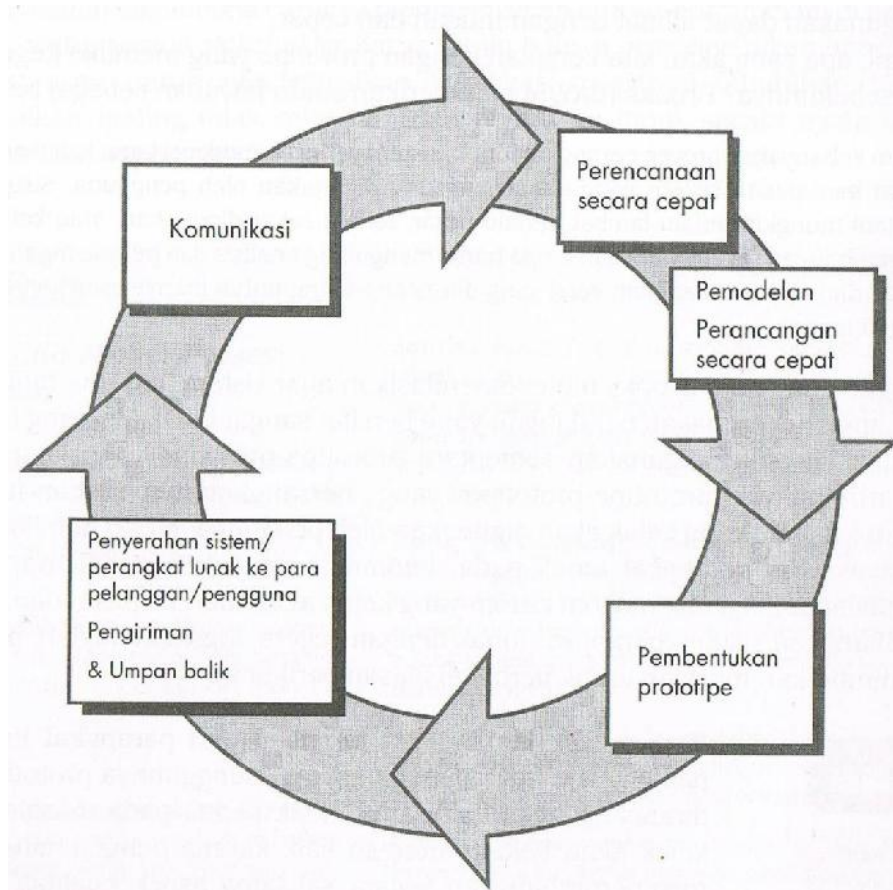 Komunikasi
Perencanaan
secara cepat
Pemodelan
Perancangan
secara cepat
Pembentukan
prototipe
Penyerahan sistem/
perangkat lunak ke para
pelanggan/pengguna
Pengiriman
& Umpan balik